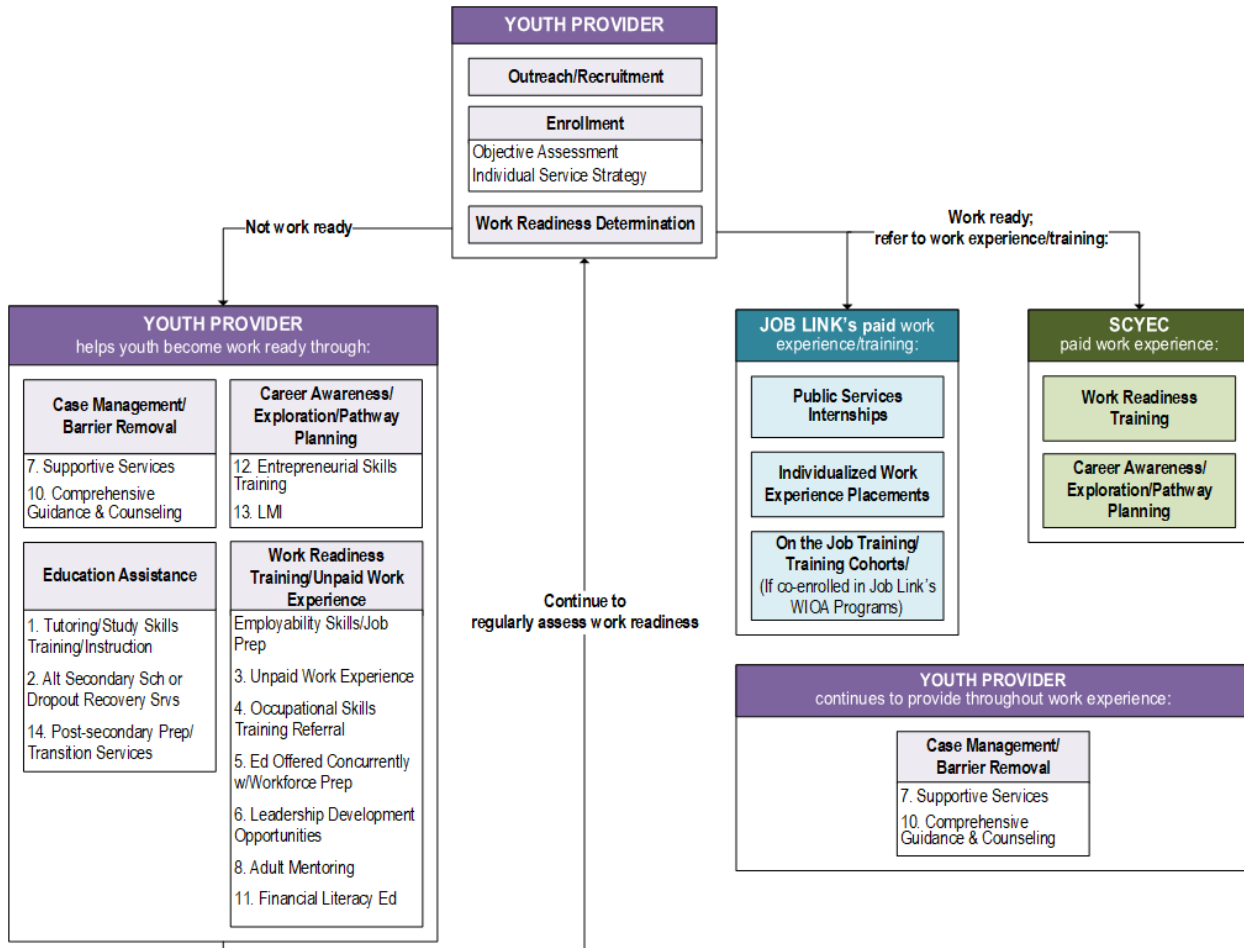 YOUTH PROVIDER
Outreach/Recruitment
Enrollment
Objective Assessment
Individual Service Strategy
Work Readiness Determination
Not work ready
Work ready;
refer to work experience/training:
YOUTH PROVIDER
helps youth become work ready through:
Case Management/
Barrier Removal
7. Supportive Services
10. Comprehensive
Guidance & Counseling
Career Awareness/
Exploration/Pathway
Planning
12. Entrepreneurial Skills
Training
13. LMI
Education Assistance
1. Tutoring/Study Skills
Training/Instruction
2. Alt Secondary Sch or
Dropout Recovery Srvs
14. Post-secondary Prep/
Transition Services
Work Readiness
Training/Unpaid Work
Experience
Employability Skills/Job
Prep
3. Unpaid Work Experience
4. Occupational Skills
Training Referral
5. Ed Offered Concurrently
w/Workforce Prep
6. Leadership Development
Opportunities
8. Adult Mentoring
11. Financial Literacy Ed
Continue to
regularly assess work readiness
JOB LINK's paid work
experience/training:
Public Services
Internships
Individualized Work
Experience Placements
On the Job Training/
Training Cohorts/
(If co-enrolled in Job Link's
WIOA Programs)
SCYEC
paid work experience:
Work Readiness
Training
Career Awareness/
Exploration/Pathway
Planning
YOUTH PROVIDER
continues to provide throughout work experience:
Case Management/
Barrier Removal
7. Supportive Services
10. Comprehensive
Guidance & Counseling